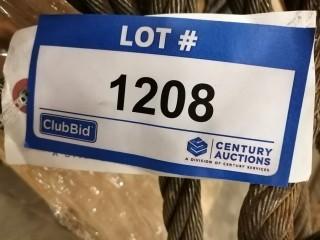 LOT #
1208
ClubBid
CENTURY
AUCTIONS
A DIVISION OF CENTURY SERVICES